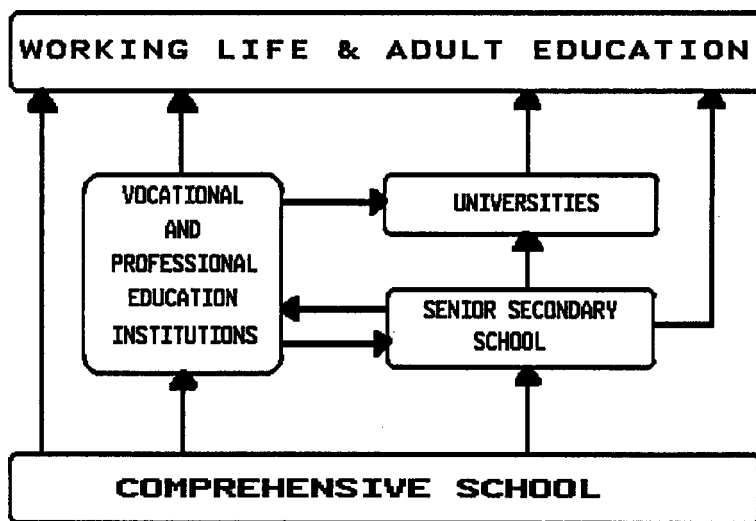 WORKING LIFE & ADULT EDUCATION
VOCATIONAL
AND
PROFESSIONAL
EDUCATION
INSTITUTIONS
UNIVERSITIES
SENIOR SECONDARY
SCHOOL
COMPREHENSIVE SCHOOL